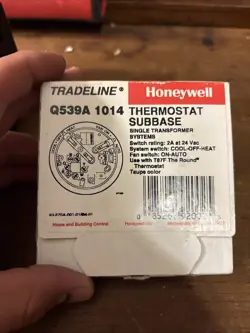 TRADELINE® Honeywell
Q539A 1014 THERMOSTAT
SUBBASE
SINGLE TRANSFORMER
SYSTEMS
Switch rating: 2A at 24 Vac
System switch: COOL-OFF-HEAT
Fan switch: ON-AUTO
Use with T87F The Round®
Thermostat
Taupe color
Home and Building Control